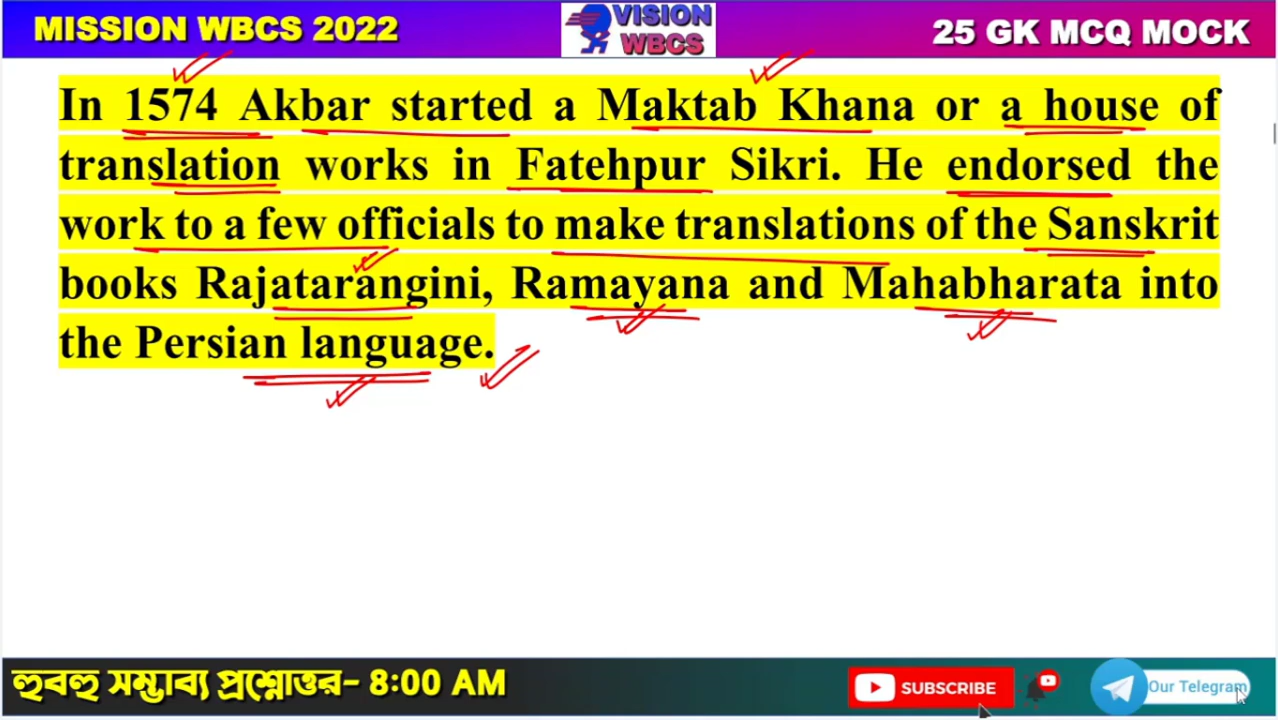 MISSION WBCS 2022
VISION
WBCS
25 GK MCQ MOCK
In 1574 Akbar started a Maktab Khana or a house of
translation works in Fatehpur Sikri. He endorsed the
work to a few officials to make translations of the Sanskrit
books Rajatarangini, Ramayana and Mahabharata into
the Persian language.
হুবহু সম্ভাব্য প্রশ্নোত্তর- 8:00 AM
SUBSCRIBE
Our Telegram